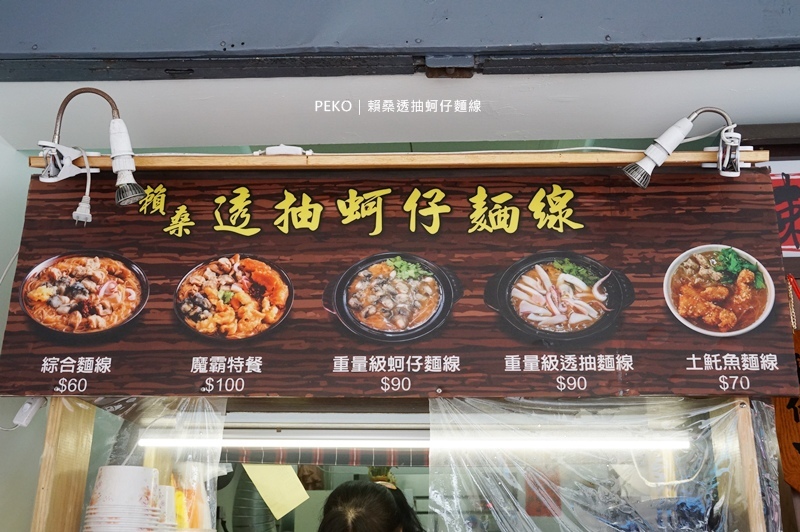 PEKO｜賴桑透抽蚵仔麵線
賴桑 透抽蚵仔麵線
綜合麵線
$60
魔霸特餐
$100
重量級蚵仔麵線
$90
重量級透抽麵線
$90
土魠魚麵線
$70